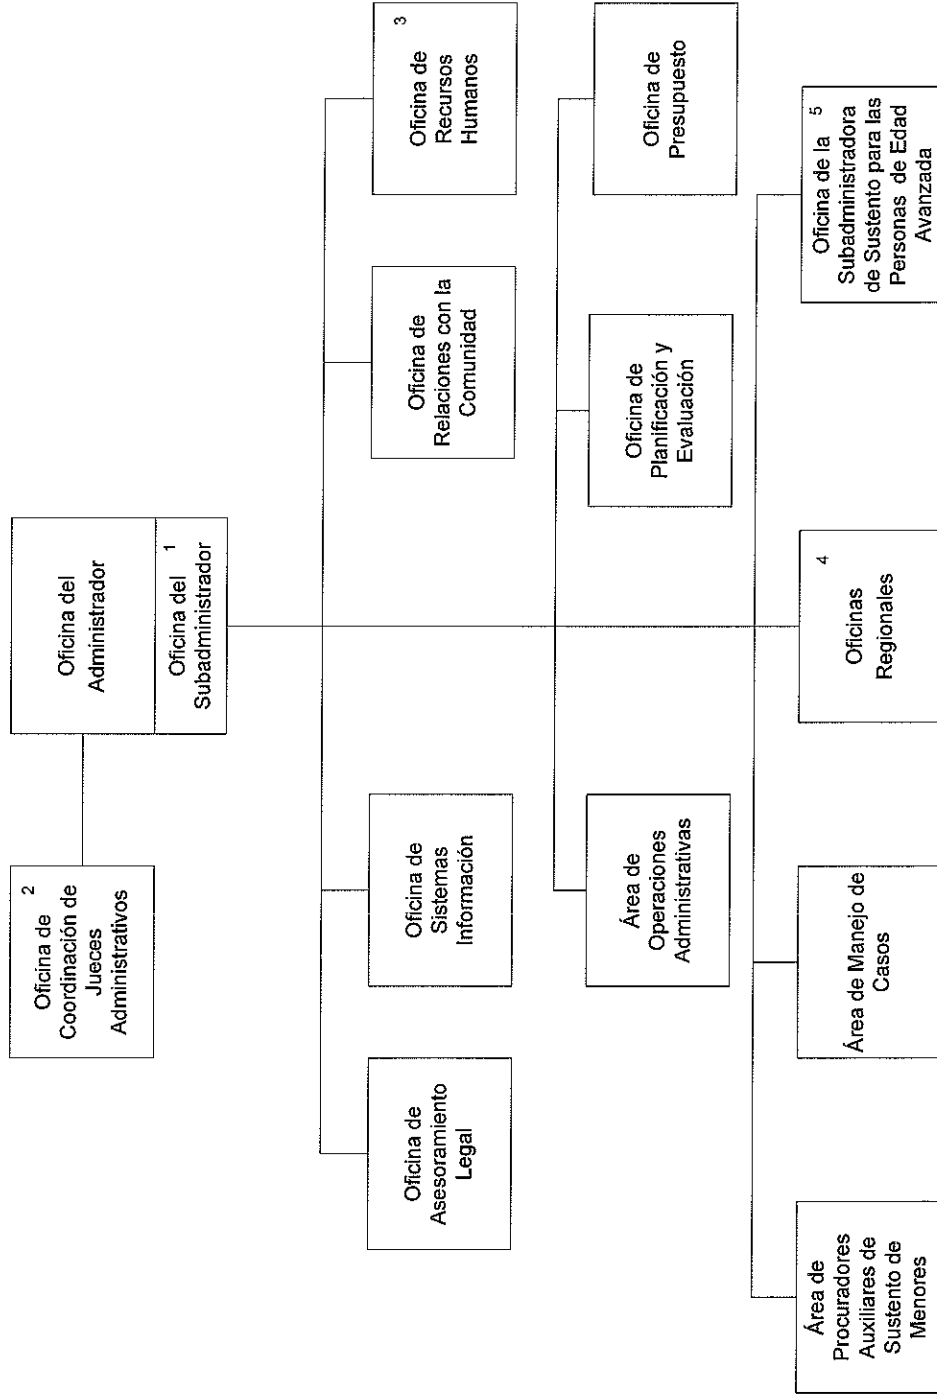 Oficina de 2
Coordinación de
Jueces
Administrativos
Oficina del
Administrador
Oficina del 1
Subadministrador
Oficina de
Asesoramiento
Legal
Oficina de
Sistemas
Información
Oficina de
Relaciones con la
Comunidad
Oficina de 3
Recursos
Humanos
Área de
Operaciones
Administrativas
Oficina de
Planificación y
Evaluación
Oficina de
Presupuesto
Área de
Procuradores
Auxiliares de
Sustento de
Menores
Área de Manejo de
Casos
Oficinas 4
Regionales
Oficina de la 5
Subadministradora
de Sustento para las
Personas de Edad
Avanzada